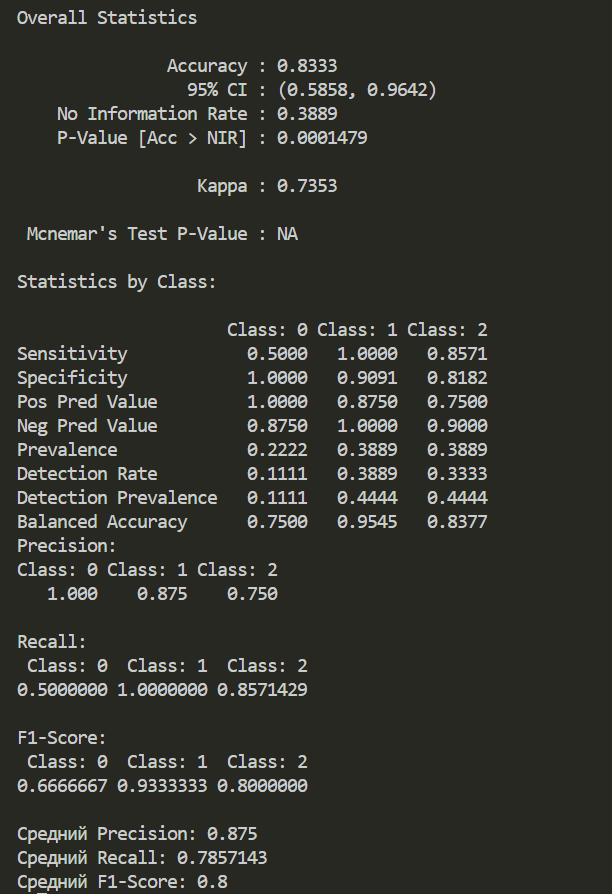 Overall Statistics
Accuracy : 0.8333
95% CI : (0.5858, 0.9642)
No Information Rate : 0.3889
P-Value [Acc > NIR] : 0.0001479
Kappa : 0.7353
Mcnemar's Test P-Value : NA
Statistics by Class:
Class: 0 Class: 1 Class: 2
Sensitivity 0.5000 1.0000 0.8571
Specificity 1.0000 0.9091 0.8182
Pos Pred Value 1.0000 0.8750 0.7500
Neg Pred Value 0.8750 1.0000 0.9000
Prevalence 0.2222 0.3889 0.3889
Detection Rate 0.1111 0.3889 0.3333
Detection Prevalence 0.1111 0.4444 0.4444
Balanced Accuracy 0.7500 0.9545 0.8377
Precision:
Class: 0 Class: 1 Class: 2
1.000 0.875 0.750
Recall:
Class: 0 Class: 1 Class: 2
0.5000000 1.0000000 0.8571429
F1-Score:
Class: 0 Class: 1 Class: 2
0.6666667 0.9333333 0.8000000
Средний Precision: 0.875
Средний Recall: 0.7857143
Средний F1-Score: 0.8